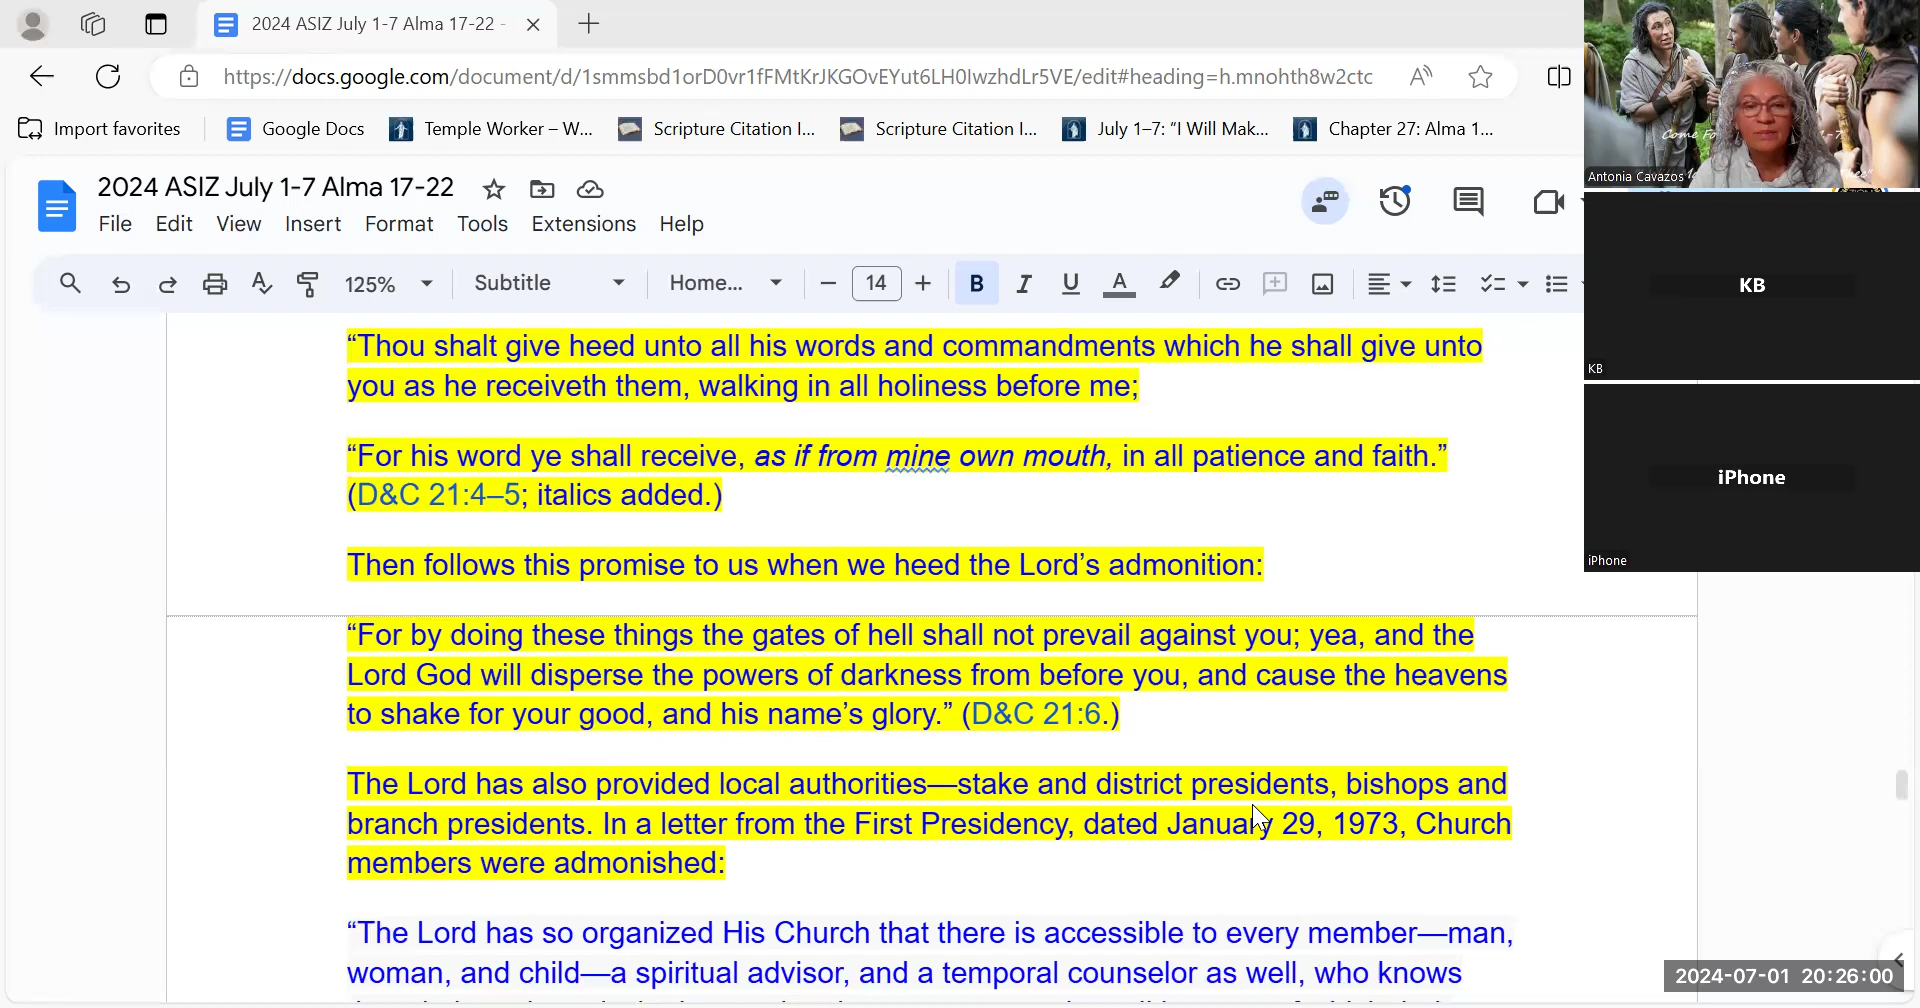 2024 ASIZ July 1-7 Alma 17-22 -
https://docs.google.com/document/d/1smmsbd1orD0vr1fFMtKrJKGOvEYut6LH0IwzhdLr5VE/edit#heading=h.mnohth8w2ctc
Import favorites
Google Docs
Temple Worker – W...
Scripture Citation I...
Scripture Citation I...
July 1–7: “I Will Mak...
Chapter 27: Alma 1...
2024 ASIZ July 1-7 Alma 17-22
File Edit View Insert Format Tools Extensions Help
125% Subtitle Home... 14 B I U A
“Thou shalt give heed unto all his words and commandments which he shall give unto
you as he receiveth them, walking in all holiness before me;
“For his word ye shall receive, as if from mine own mouth, in all patience and faith.”
(D&C 21:4–5; italics added.)
Then follows this promise to us when we heed the Lord’s admonition:
“For by doing these things the gates of hell shall not prevail against you; yea, and the
Lord God will disperse the powers of darkness from before you, and cause the heavens
to shake for your good, and his name’s glory.” (D&C 21:6.)
The Lord has also provided local authorities—stake and district presidents, bishops and
branch presidents. In a letter from the First Presidency, dated January 29, 1973, Church
members were admonished:
“The Lord has so organized His Church that there is accessible to every member—man,
woman, and child—a spiritual advisor, and a temporal counselor as well, who knows
Come Fo
Antonia Cavazos
KB
KB
iPhone
iPhone
2024-07-01 20:26:00